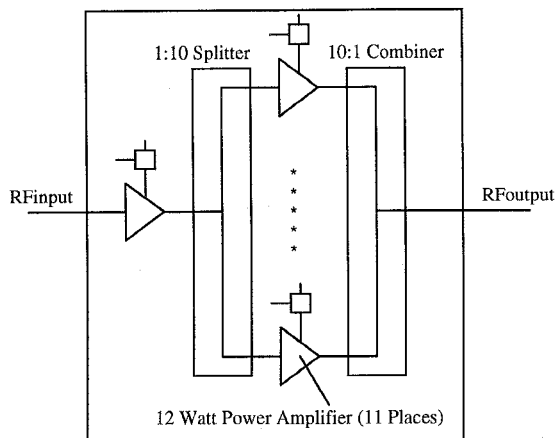 1:10 Splitter
10:1 Combiner
RFinput
RFoutput
*
*
*
*
*
12 Watt Power Amplifier (11 Places)